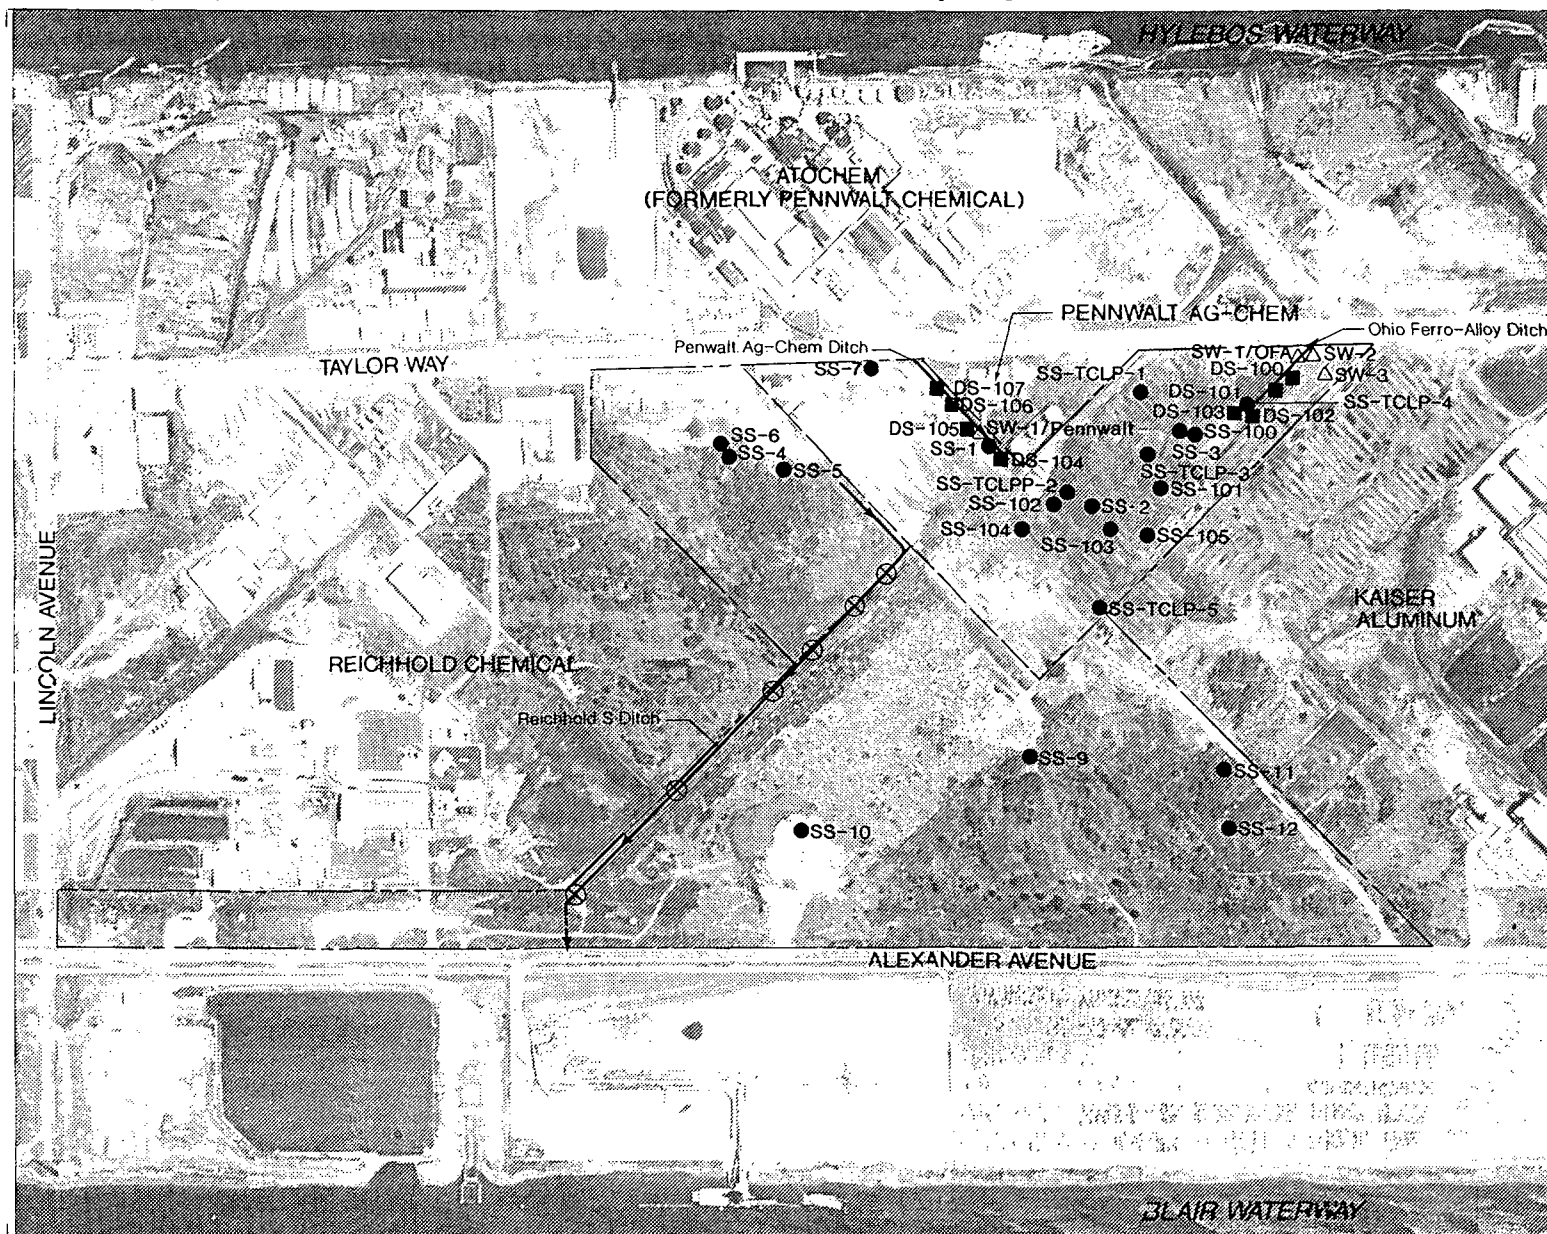 HYLEBOS WATERWAY
ATOCHEM
(FORMERLY PENNWALT CHEMICAL)
PENNWALT AG-CHEM
Ohio Ferro-Alloy Ditch
Penwalt Ag-Chem Ditch
TAYLOR WAY
SS-7
SW-1/OFA
SW-2
DS-100
SW-3
SS-TCLP-1
DS-101
SS-TCLP-4
DS-107
DS-106
DS-103
DS-102
DS-105
SW-1/Pennwalt
SS-100
SS-6
SS-4
SS-1
SS-3
DS-104
SS-5
SS-TCLP-3
SS-TCLPP-2
SS-101
SS-102
SS-2
SS-104
SS-103
SS-105
SS-TCLP-5
KAISER
ALUMINUM
LINCOLN AVENUE
REICHHOLD CHEMICAL
Reichhold S Ditch
SS-9
SS-11
SS-10
SS-12
ALEXANDER AVENUE
BLAIR WATERWAY